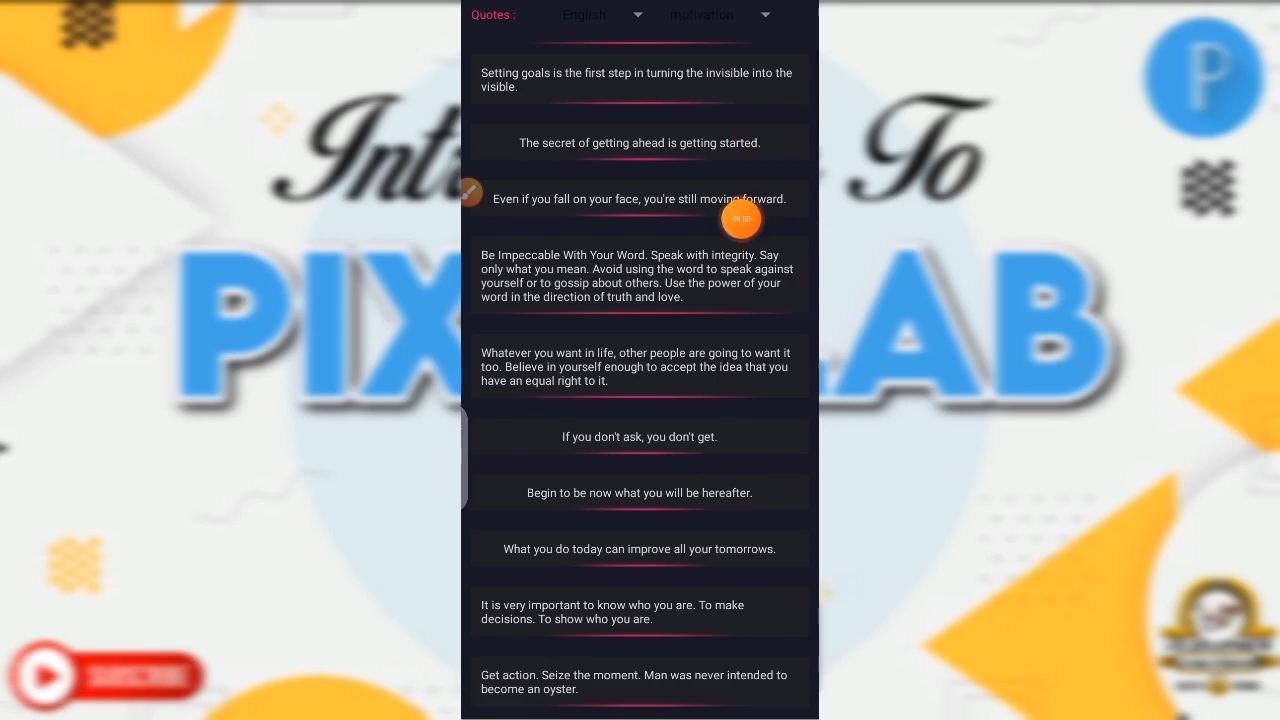 Quotes : English motivation
Setting goals is the first step in turning the invisible into the
visible.
The secret of getting ahead is getting started.
Even if you fall on your face, you're still moving forward.
09:50
Be Impeccable With Your Word. Speak with integrity. Say
only what you mean. Avoid using the word to speak against
yourself or to gossip about others. Use the power of your
word in the direction of truth and love.
Whatever you want in life, other people are going to want it
too. Believe in yourself enough to accept the idea that you
have an equal right to it.
If you don't ask, you don't get.
Begin to be now what you will be hereafter.
What you do today can improve all your tomorrows.
It is very important to know who you are. To make
decisions. To show who you are.
Get action. Seize the moment. Man was never intended to
become an oyster.
Int To
PIX LAB
P
SUBSCRIBE